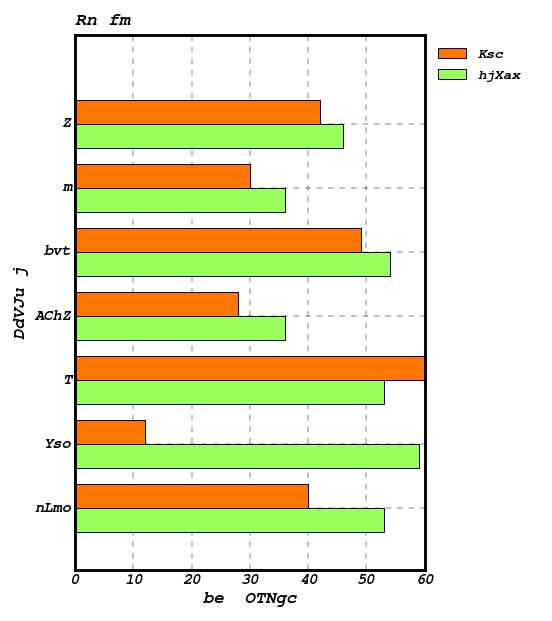 Rn fm
Ksc
hjXax
Z
m
bvt
AChZ
T
Yso
nLmo
DdVJu j
0 10 20 30 40 50 60
be OTNgc